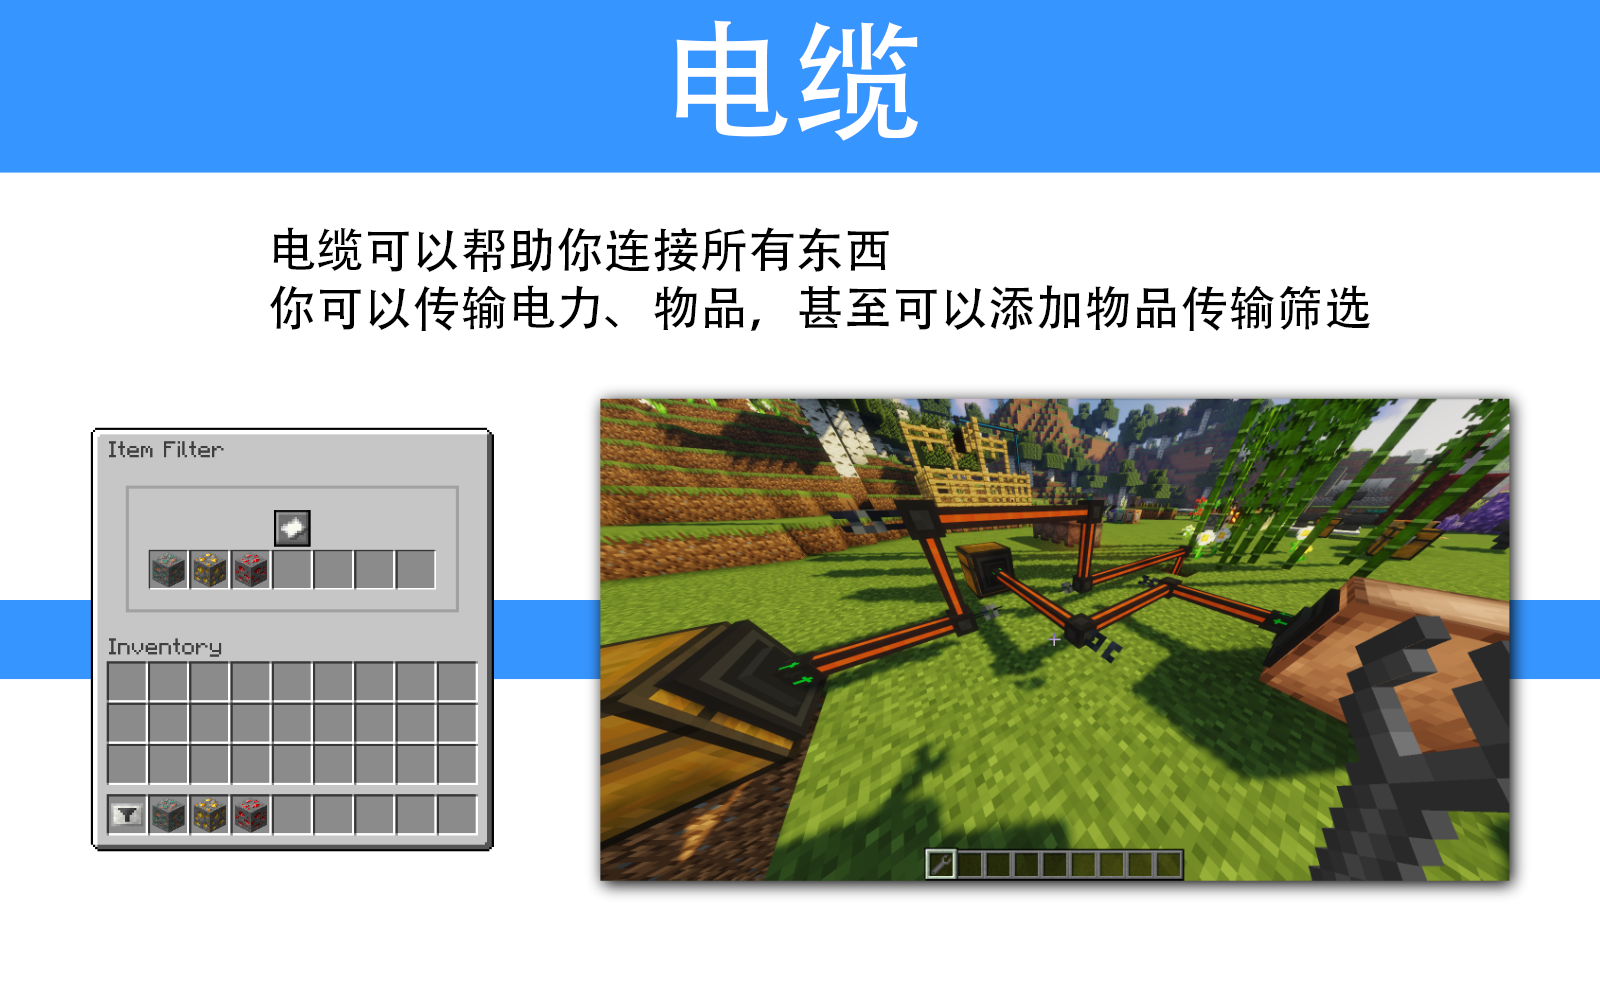 电缆
电缆可以帮助你连接所有东西
你可以传输电力、物品，甚至可以添加物品传输筛选
Item Filter
Inventory